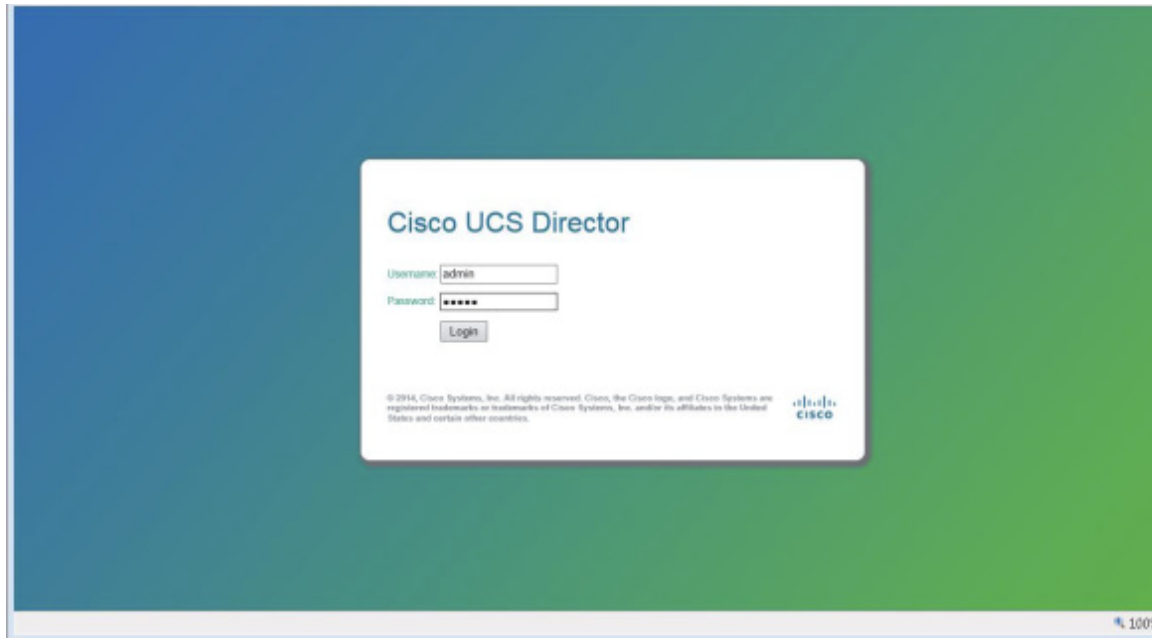 Cisco UCS Director
Username: admin
Password: •••••
Login
© 2014, Cisco Systems, Inc. All rights reserved. Cisco, the Cisco logo, and Cisco Systems are
registered trademarks or trademarks of Cisco Systems, Inc. and/or its affiliates in the United
States and certain other countries.
CISCO
100%